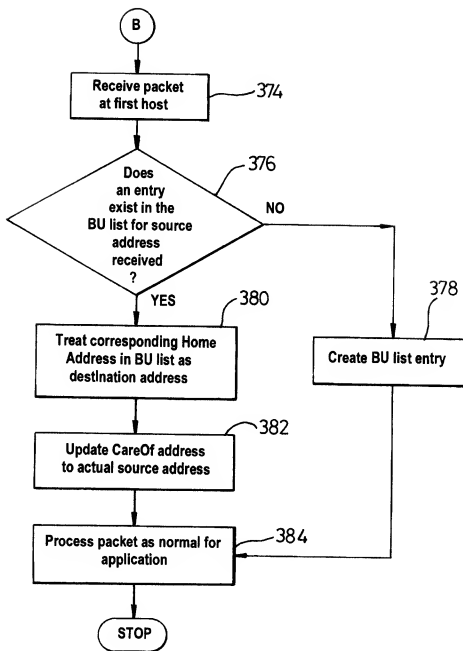 B
Receive packet
at first host
374
376
Does
an entry
exist in the
BU list for source
address
received
?
NO
YES
380
378
Treat corresponding Home
Address in BU list as
destination address
Create BU list entry
382
Update CareOf address
to actual source address
384
Process packet as normal for
application
STOP